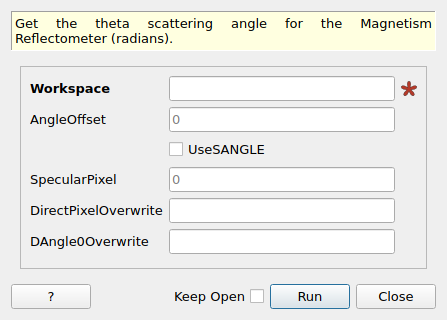 Get the theta scattering angle for the Magnetism
Reflectometer (radians).
Workspace
*
AngleOffset 0
UseSANGLE
SpecularPixel 0
DirectPixelOverwrite
DAngle0Overwrite
? Keep Open Run Close